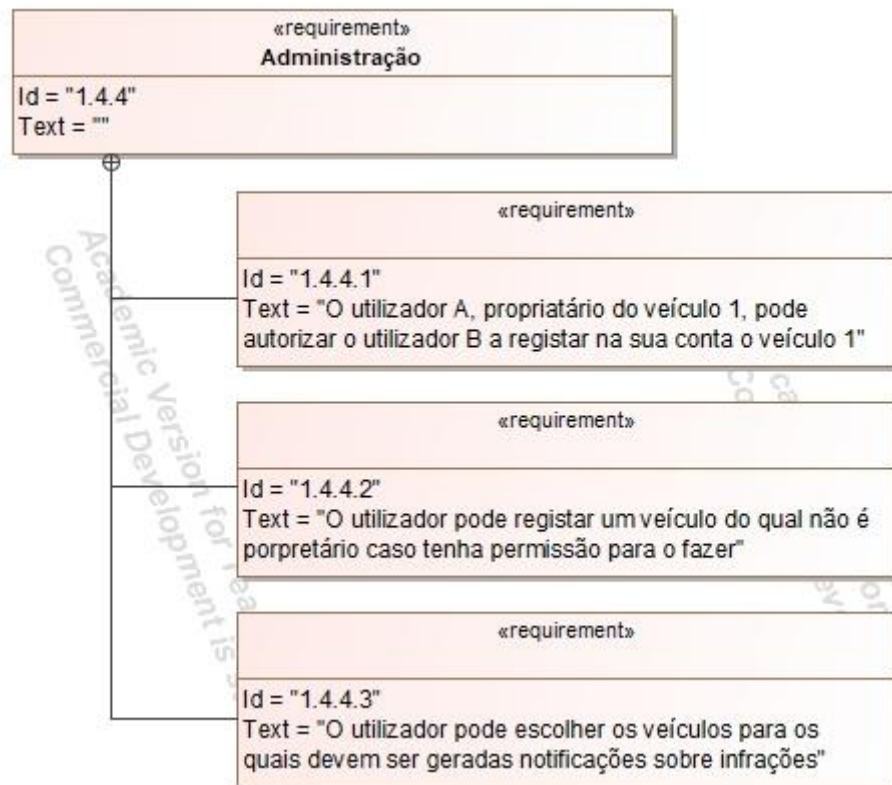 «requirement»
Administração
Id = "1.4.4"
Text = ""
«requirement»
Id = "1.4.4.1"
Text = "O utilizador A, propriatário do veículo 1, pode
autorizar o utilizador B a registar na sua conta o veículo 1"
«requirement»
Id = "1.4.4.2"
Text = "O utilizador pode registar um veículo do qual não é
porpretário caso tenha permissão para o fazer"
«requirement»
Id = "1.4.4.3"
Text = "O utilizador pode escolher os veículos para os
quais devem ser geradas notificações sobre infrações"
Academic Version for
Commercial Development is